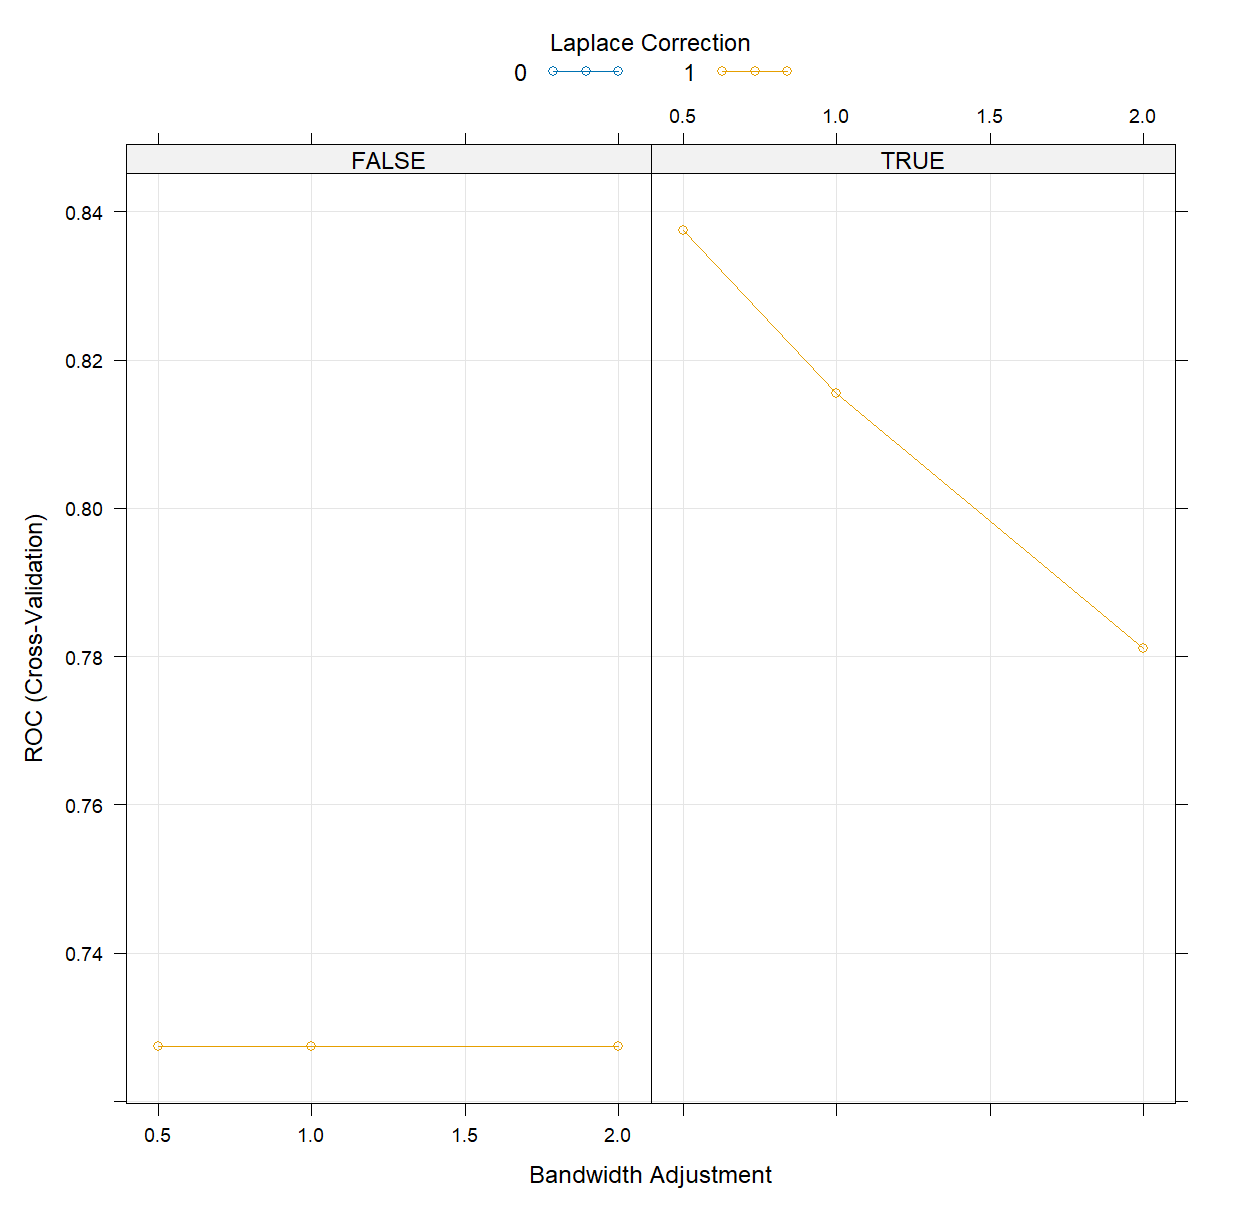 Laplace Correction
0 1
0.5 1.0 1.5 2.0
FALSE TRUE
0.84
0.82
0.80
0.78
0.76
0.74
ROC (Cross-Validation)
0.5 1.0 1.5 2.0
Bandwidth Adjustment